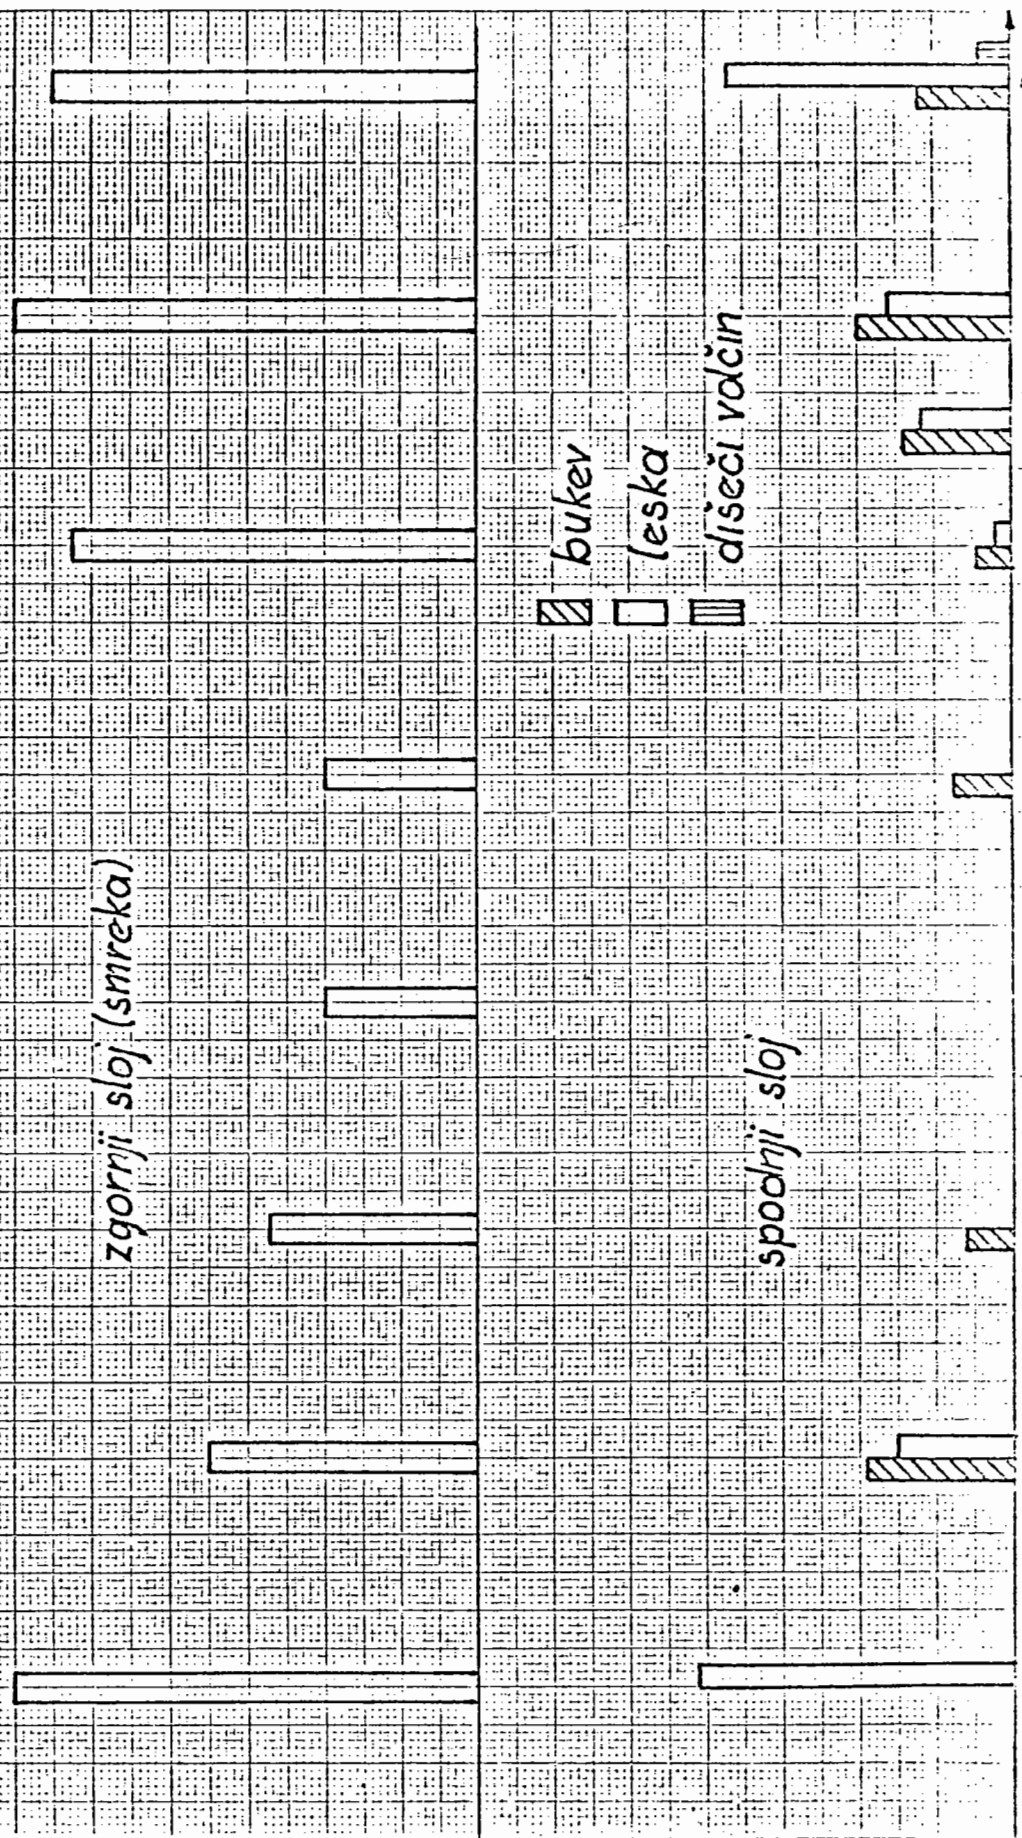 zgornji sloj (smreka)
bukev
leska
dišeči volčin
spodnji sloj